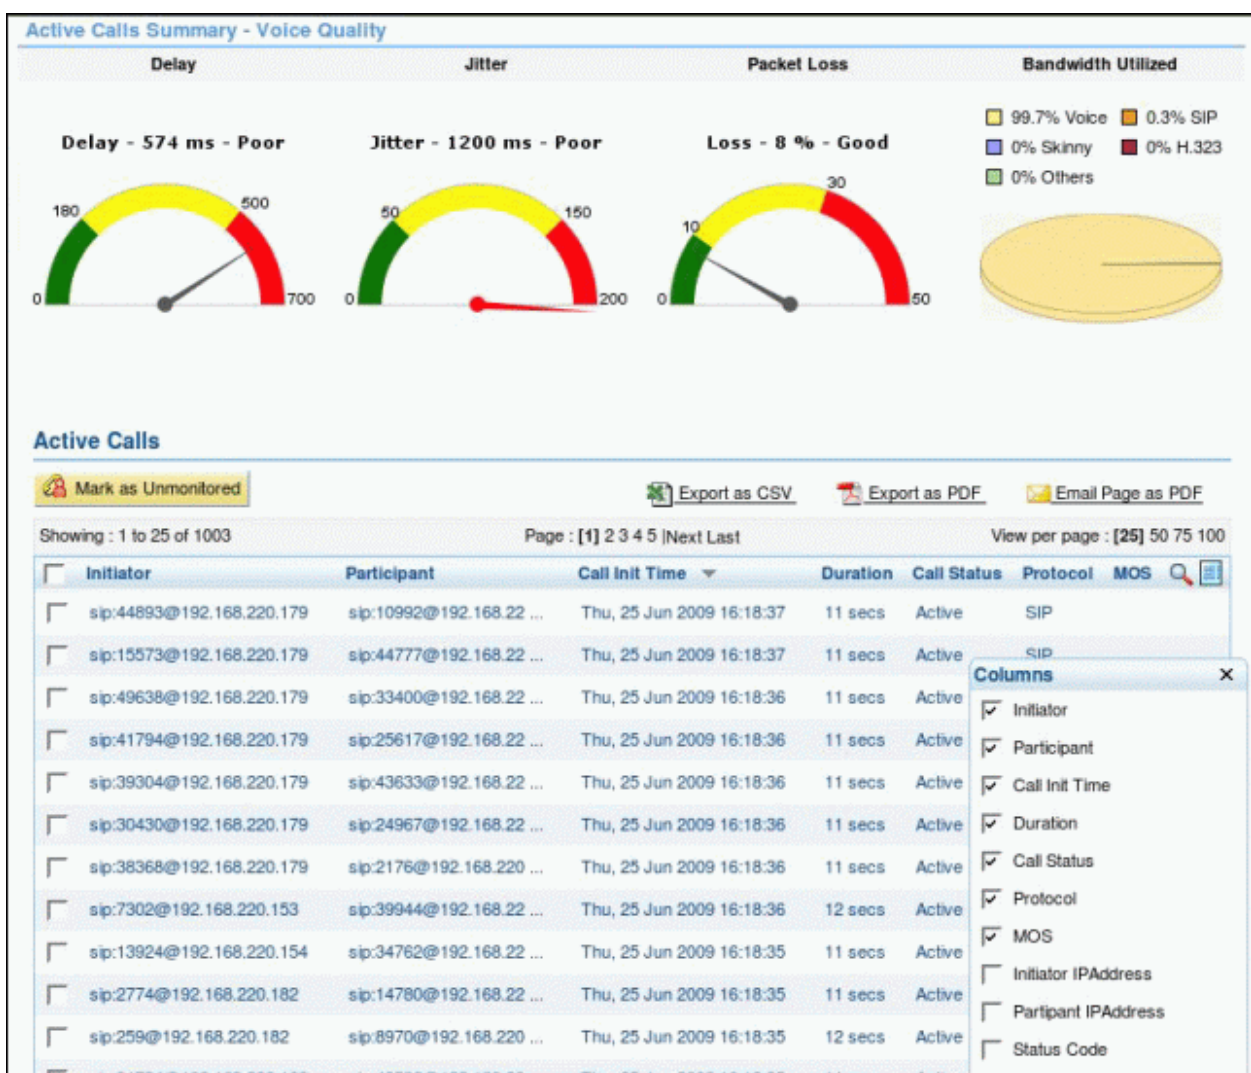 Active Calls Summary - Voice Quality
Delay Jitter Packet Loss Bandwidth Utilized
99.7% Voice 0.3% SIP
Delay - 574 ms - Poor Jitter - 1200 ms - Poor Loss - 8 % - Good
0% Skinny 0% H.323
0% Others
180 500 50 150 10 30
0 700 0 200 0 50
Active Calls
Mark as Unmonitored Export as CSV Export as PDF Email Page as PDF
Showing : 1 to 25 of 1003 Page : [1] 2 3 4 5 |Next Last View per page : [25] 50 75 100
Initiator Participant Call Init Time Duration Call Status Protocol MOS
sip:44893@192.168.220.179 sip:10992@192.168.22 ... Thu, 25 Jun 2009 16:18:37 11 secs Active SIP
sip:15573@192.168.220.179 sip:44777@192.168.22 ... Thu, 25 Jun 2009 16:18:37 11 secs Active SIP
sip:49638@192.168.220.179 sip:33400@192.168.22 ... Thu, 25 Jun 2009 16:18:36 11 secs Active
sip:41794@192.168.220.179 sip:25617@192.168.22 ... Thu, 25 Jun 2009 16:18:36 11 secs Active
sip:39304@192.168.220.179 sip:43633@192.168.22 ... Thu, 25 Jun 2009 16:18:36 11 secs Active
sip:30430@192.168.220.179 sip:24967@192.168.22 ... Thu, 25 Jun 2009 16:18:36 11 secs Active
sip:38368@192.168.220.179 sip:2176@192.168.220 ... Thu, 25 Jun 2009 16:18:36 11 secs Active
sip:7302@192.168.220.153 sip:39944@192.168.22 ... Thu, 25 Jun 2009 16:18:36 12 secs Active
sip:13924@192.168.220.154 sip:34762@192.168.22 ... Thu, 25 Jun 2009 16:18:35 11 secs Active
sip:2774@192.168.220.182 sip:14780@192.168.22 ... Thu, 25 Jun 2009 16:18:35 11 secs Active
sip:259@192.168.220.182 sip:8970@192.168.220 ... Thu, 25 Jun 2009 16:18:35 12 secs Active
Columns
Initiator
Participant
Call Init Time
Duration
Call Status
Protocol
MOS
Initiator IPAddress
Partipant IPAddress
Status Code